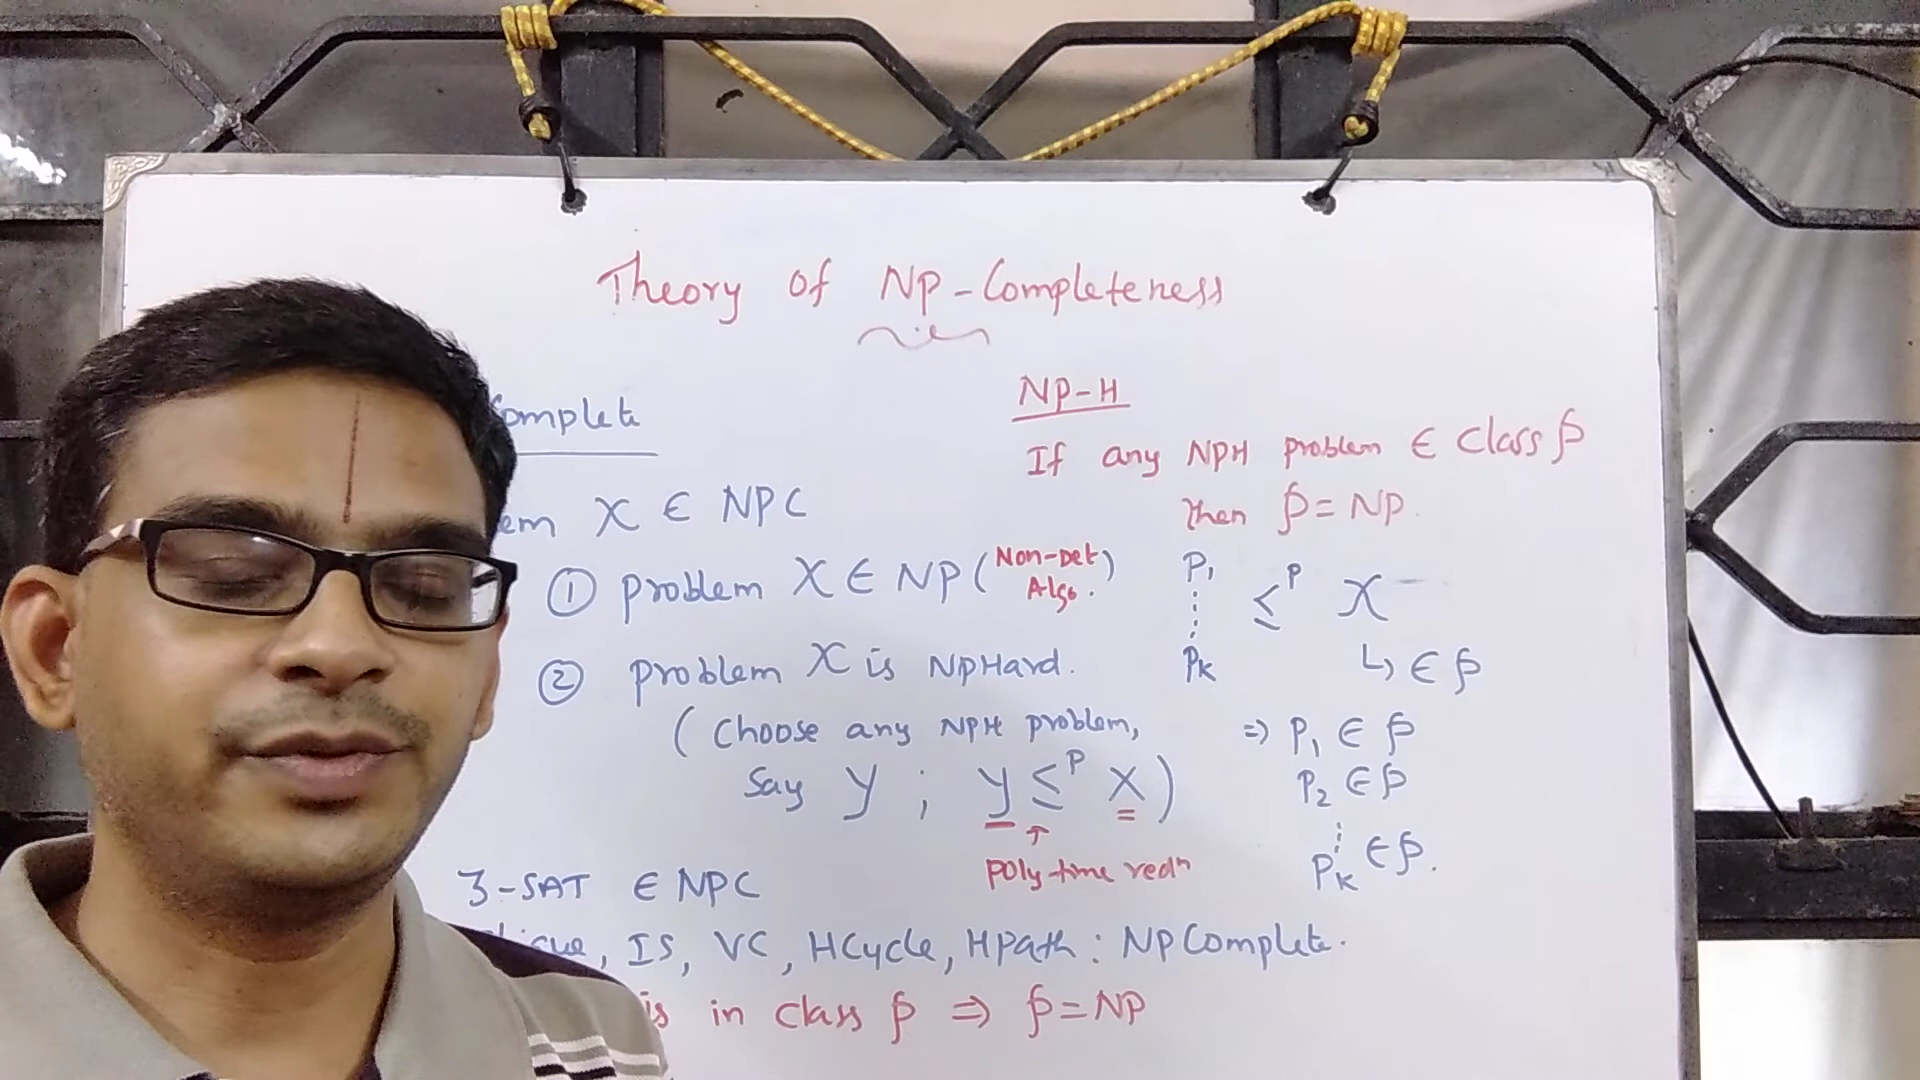 Theory of NP-Completeness
omplete
em X ∈ NPC
① problem X ∈ NP (Non-Det Algo.)
② problem X is NPHard.
( Choose any NPH problem,
Say Y ; Y ≤ᴾ X )
poly-time redⁿ
3-SAT ∈ NPC
ique, IS, VC, HCycle, HPath : NPComplete.
is in class P ⇒ P = NP
NP-H
If any NPH problem ∈ Class P
then P = NP.
P₁ ⋮ Pₖ ≤ᴾ X
↳ ∈ P
⇒ P₁ ∈ P
P₂ ∈ P
⋮
Pₖ ∈ P.